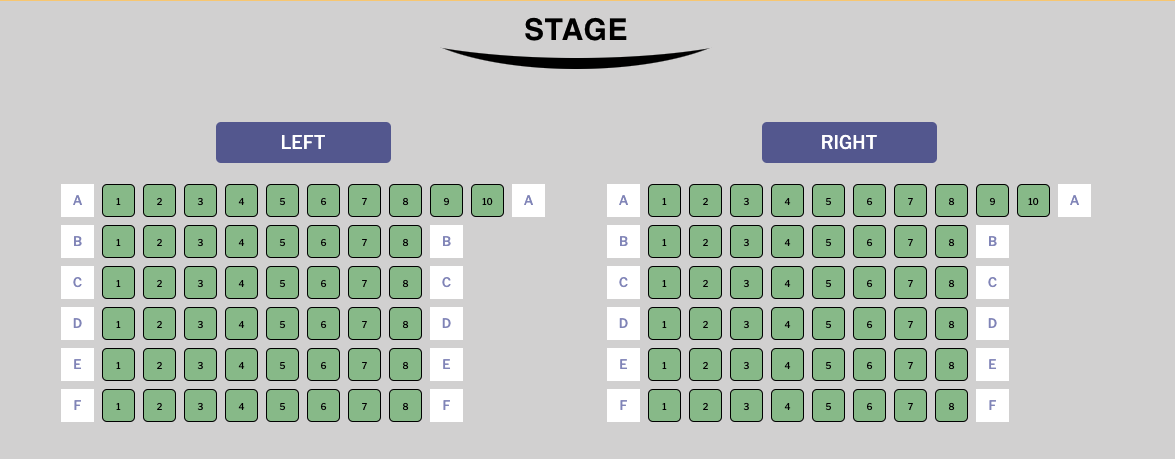 STAGE
LEFT
RIGHT
A 1 2 3 4 5 6 7 8 9 10 A
A 1 2 3 4 5 6 7 8 9 10 A
B 1 2 3 4 5 6 7 8 B
B 1 2 3 4 5 6 7 8 B
C 1 2 3 4 5 6 7 8 C
C 1 2 3 4 5 6 7 8 C
D 1 2 3 4 5 6 7 8 D
D 1 2 3 4 5 6 7 8 D
E 1 2 3 4 5 6 7 8 E
E 1 2 3 4 5 6 7 8 E
F 1 2 3 4 5 6 7 8 F
F 1 2 3 4 5 6 7 8 F